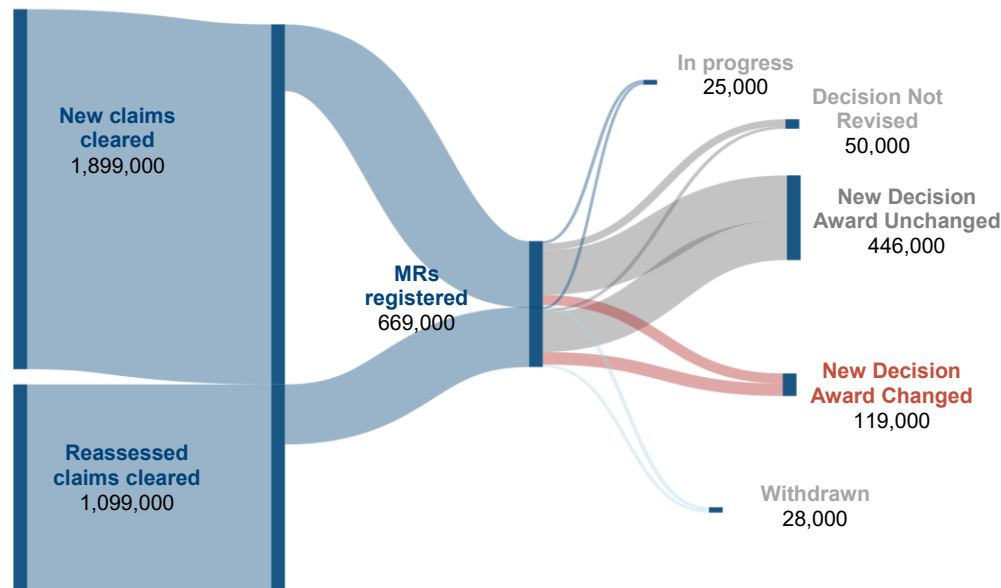 New claims
cleared
1,899,000
Reassessed
claims cleared
1,099,000
MRs
registered
669,000
In progress
25,000
Decision Not
Revised
50,000
New Decision
Award Unchanged
446,000
New Decision
Award Changed
119,000
Withdrawn
28,000